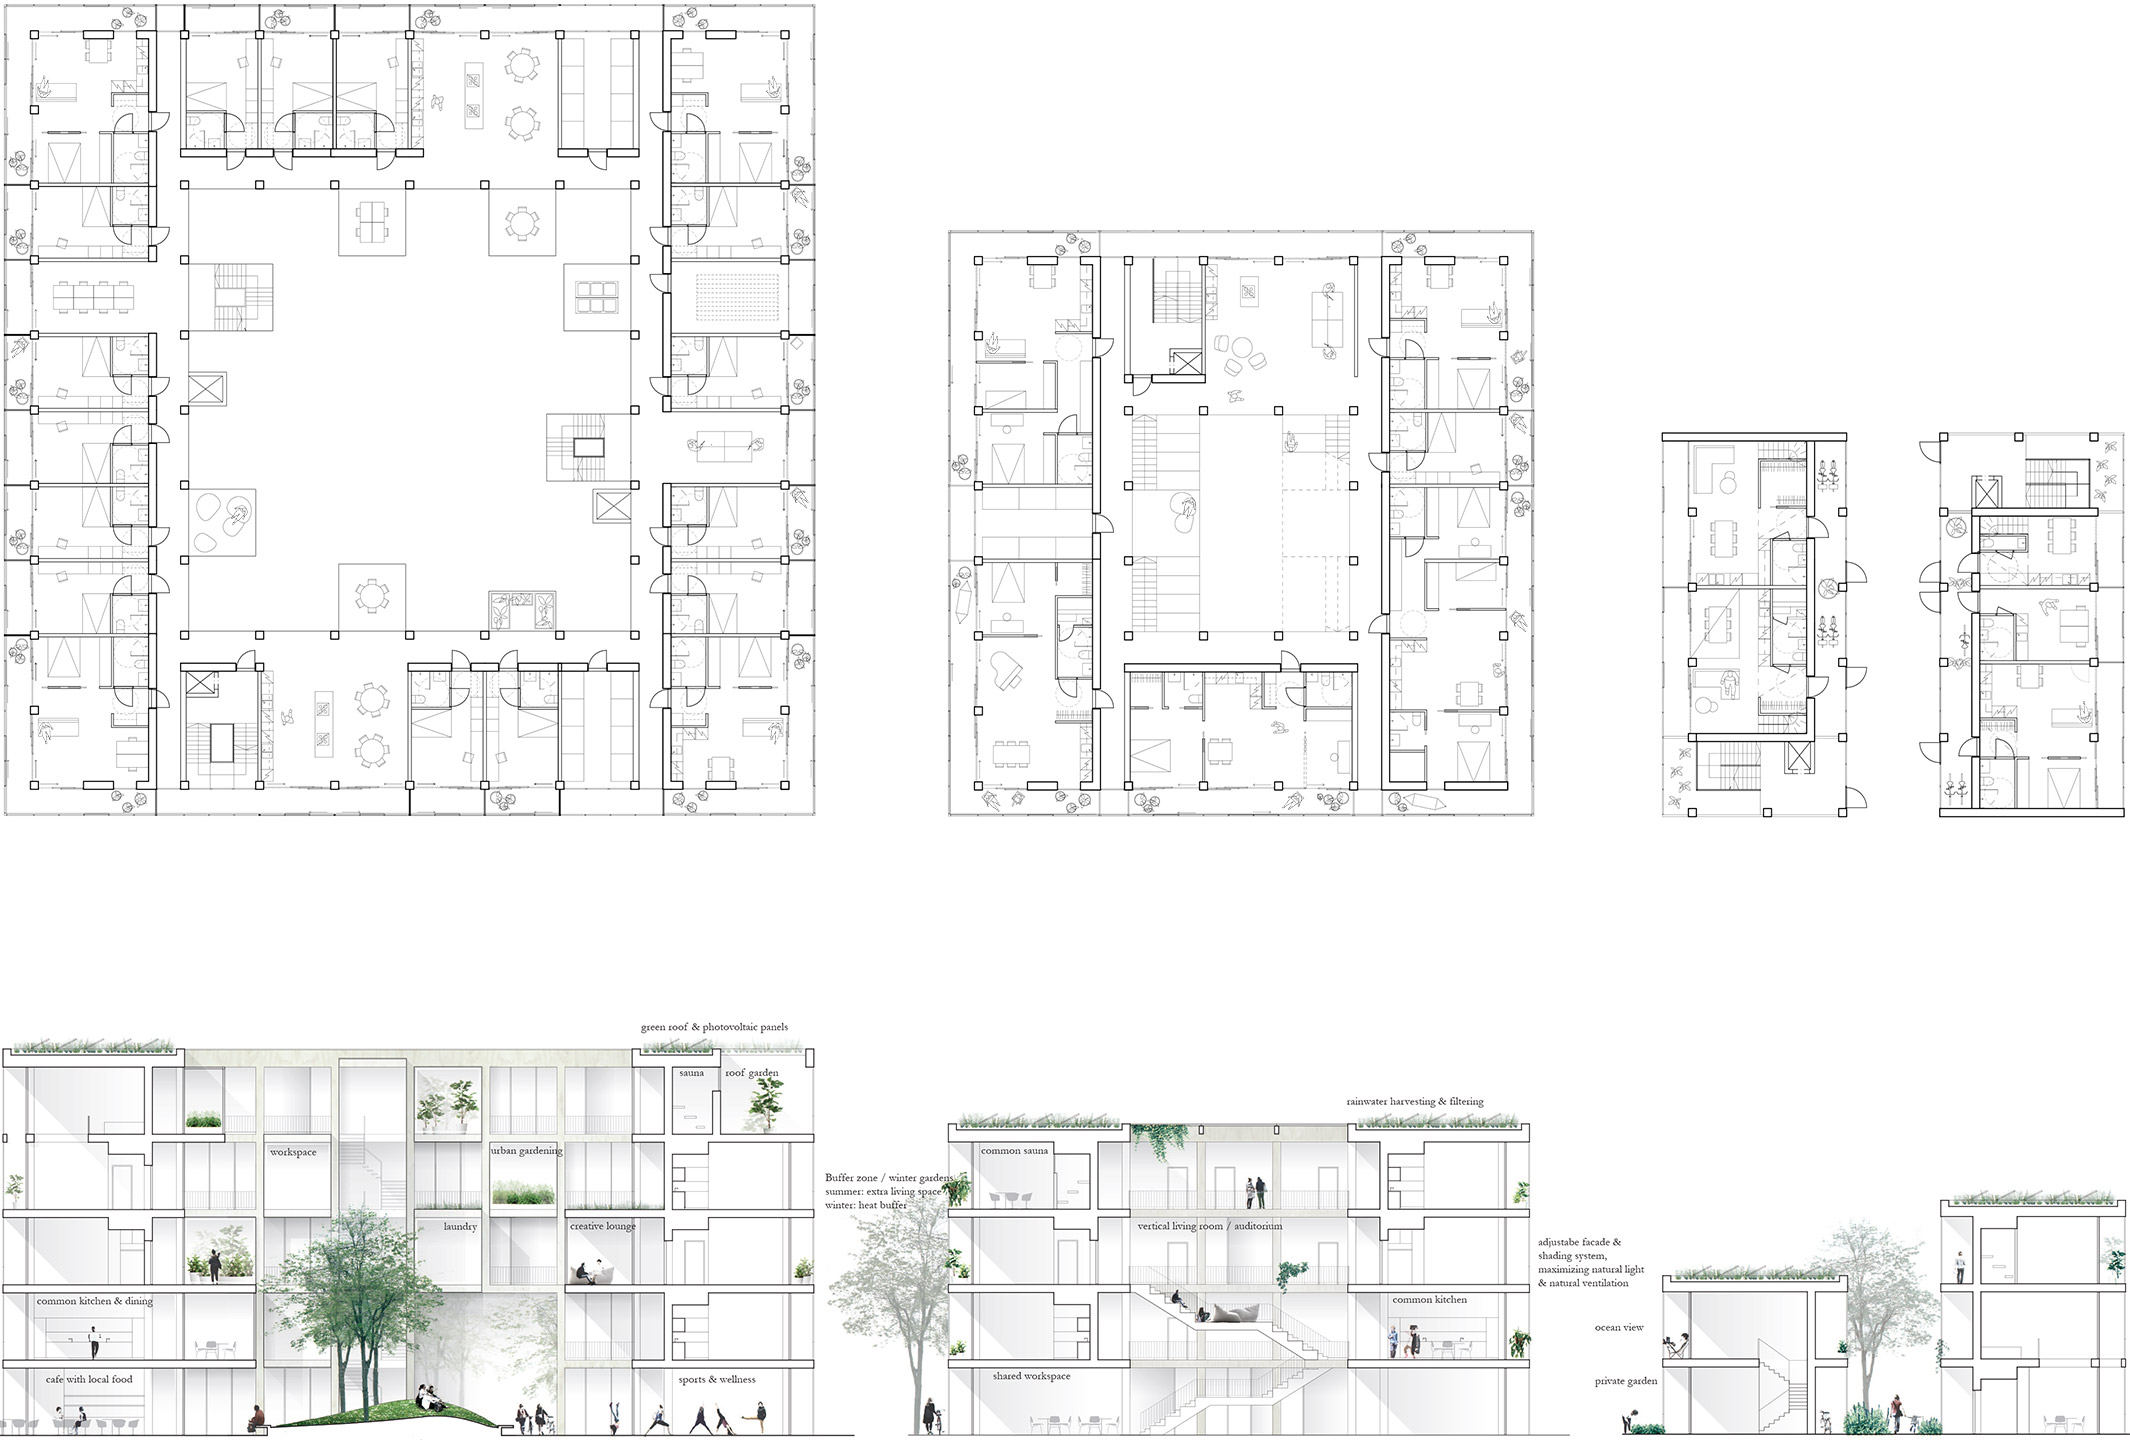 green roof & photovoltaic panels
sauna
roof garden
workspace
urban gardening
laundry
creative lounge
common kitchen & dining
cafe with local food
sports & wellness
Buffer zone / winter gardens
summer: extra living space
winter: heat buffer
rainwater harvesting & filtering
common sauna
vertical living room / auditorium
common kitchen
shared workspace
adjustabe facade &
shading system,
maximizing natural light
& natural ventilation
ocean view
private garden